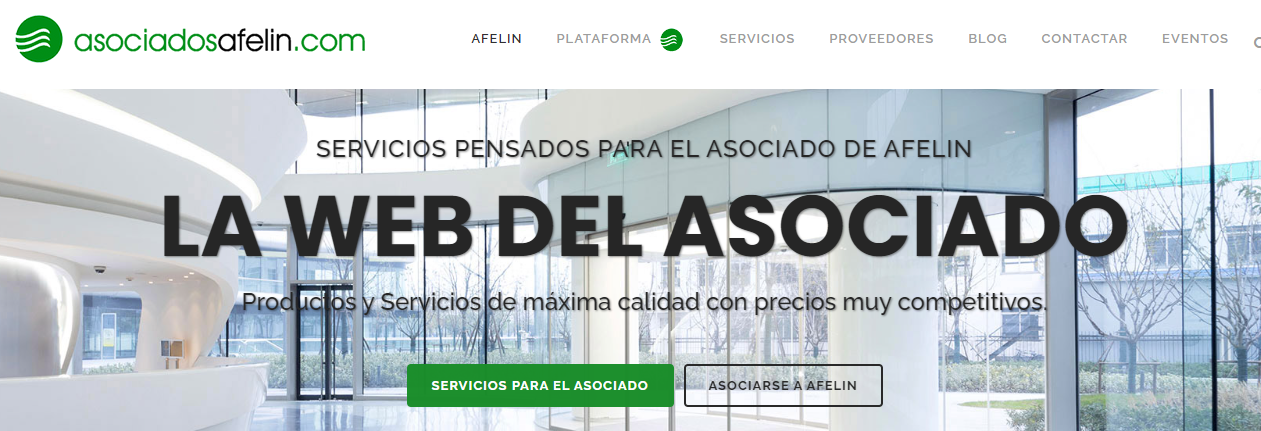 asociadosafelin.com
AFELIN PLATAFORMA SERVICIOS PROVEEDORES BLOG CONTACTAR EVENTOS
SERVICIOS PENSADOS PARA EL ASOCIADO DE AFELIN
LA WEB DEL ASOCIADO
Productos y Servicios de máxima calidad con precios muy competitivos.
SERVICIOS PARA EL ASOCIADO ASOCIARSE A AFELIN